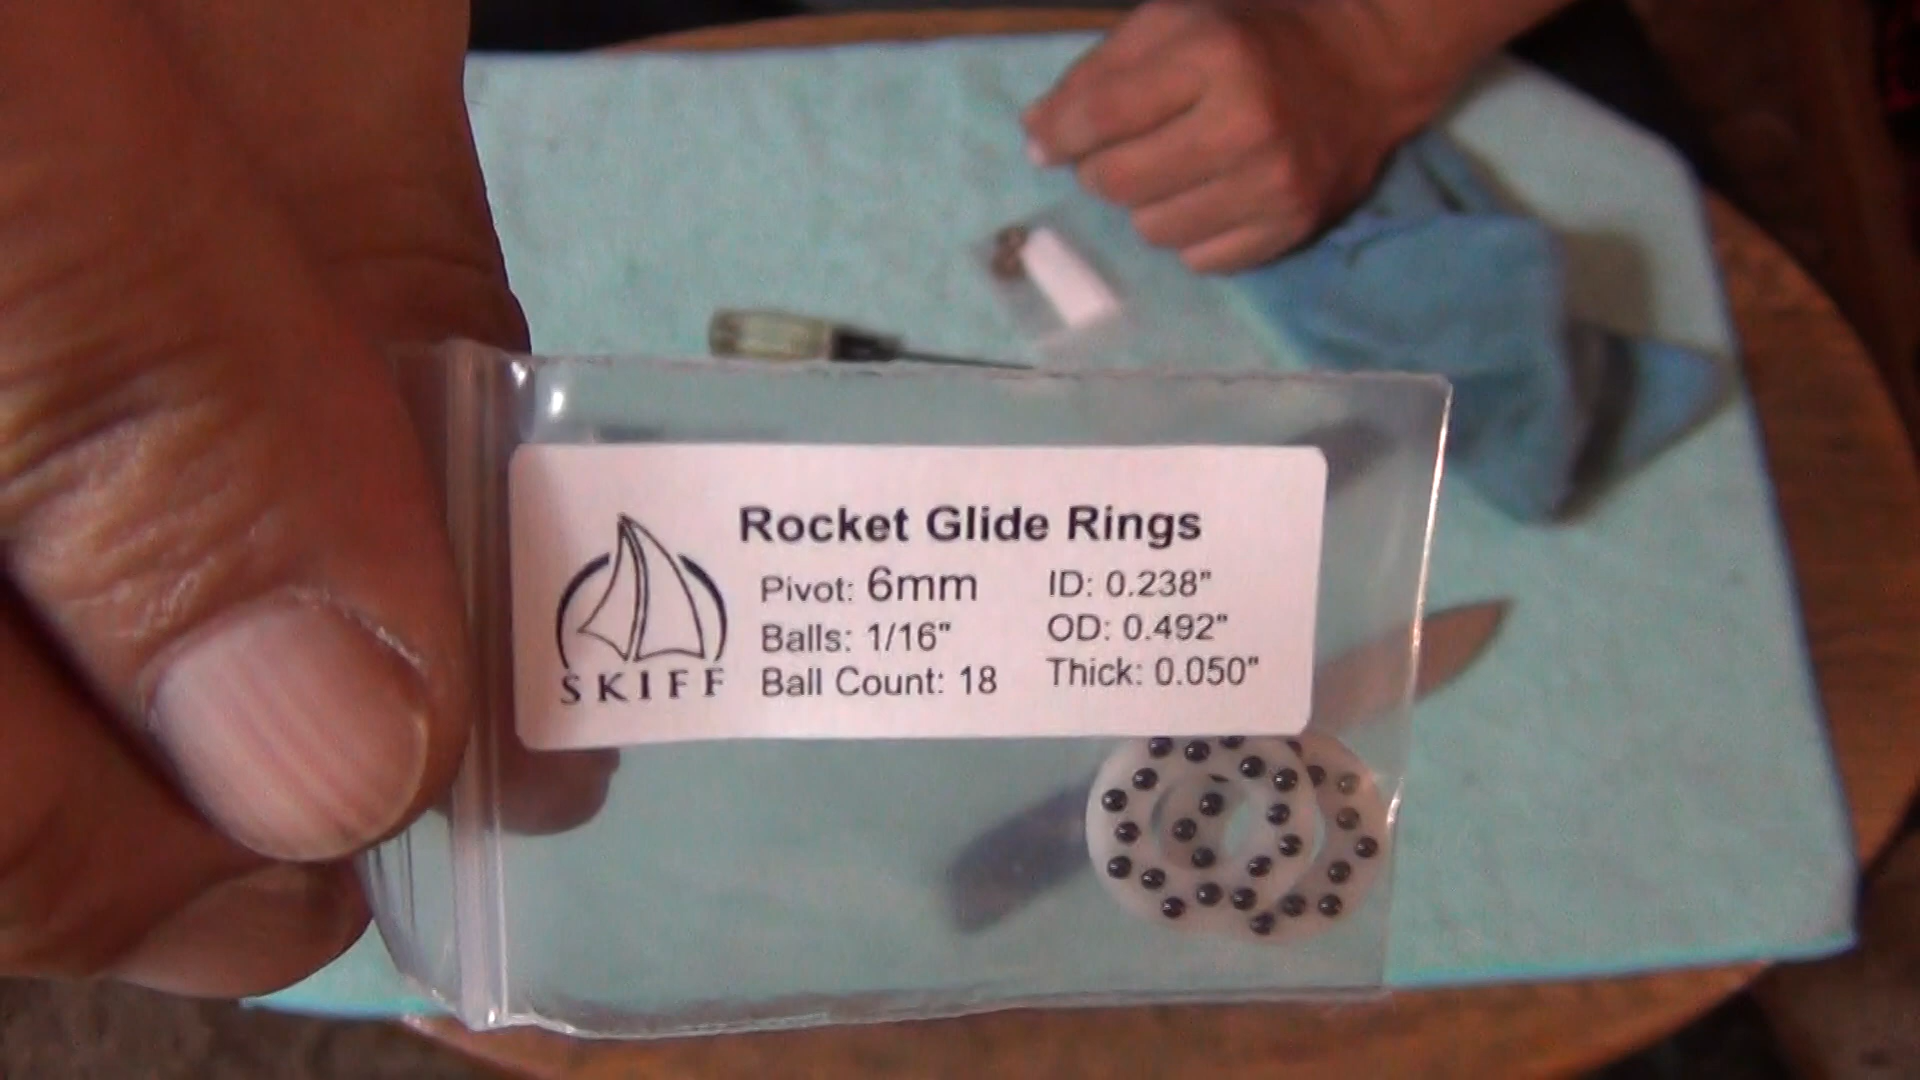 Rocket Glide Rings
Pivot: 6mm
Balls: 1/16"
Ball Count: 18
ID: 0.238"
OD: 0.492"
Thick: 0.050"
SKIFF